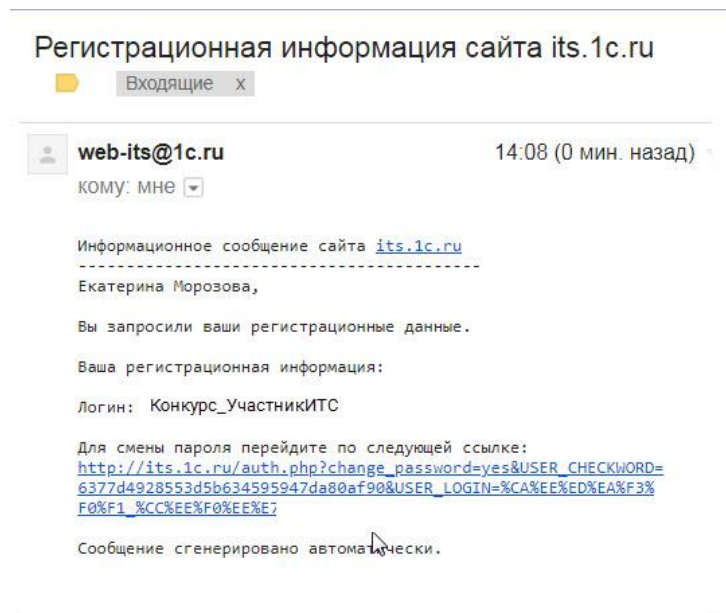 Регистрационная информация сайта its.1c.ru
Входящие x
web-its@1c.ru 14:08 (0 мин. назад)
кому: мне
Информационное сообщение сайта its.1c.ru
------------------------------------------
Екатерина Морозова,
Вы запросили ваши регистрационные данные.
Ваша регистрационная информация:
Логин: Конкурс_УчастникИТС
Для смены пароля перейдите по следующей ссылке:
http://its.1c.ru/auth.php?change_password=yes&USER_CHECKWORD=
6377d4928553d5b634595947da80af90&USER_LOGIN=%CA%EE%ED%EA%F3%
F0%F1_%CC%EE%F0%EE%E7
Сообщение сгенерировано автоматически.